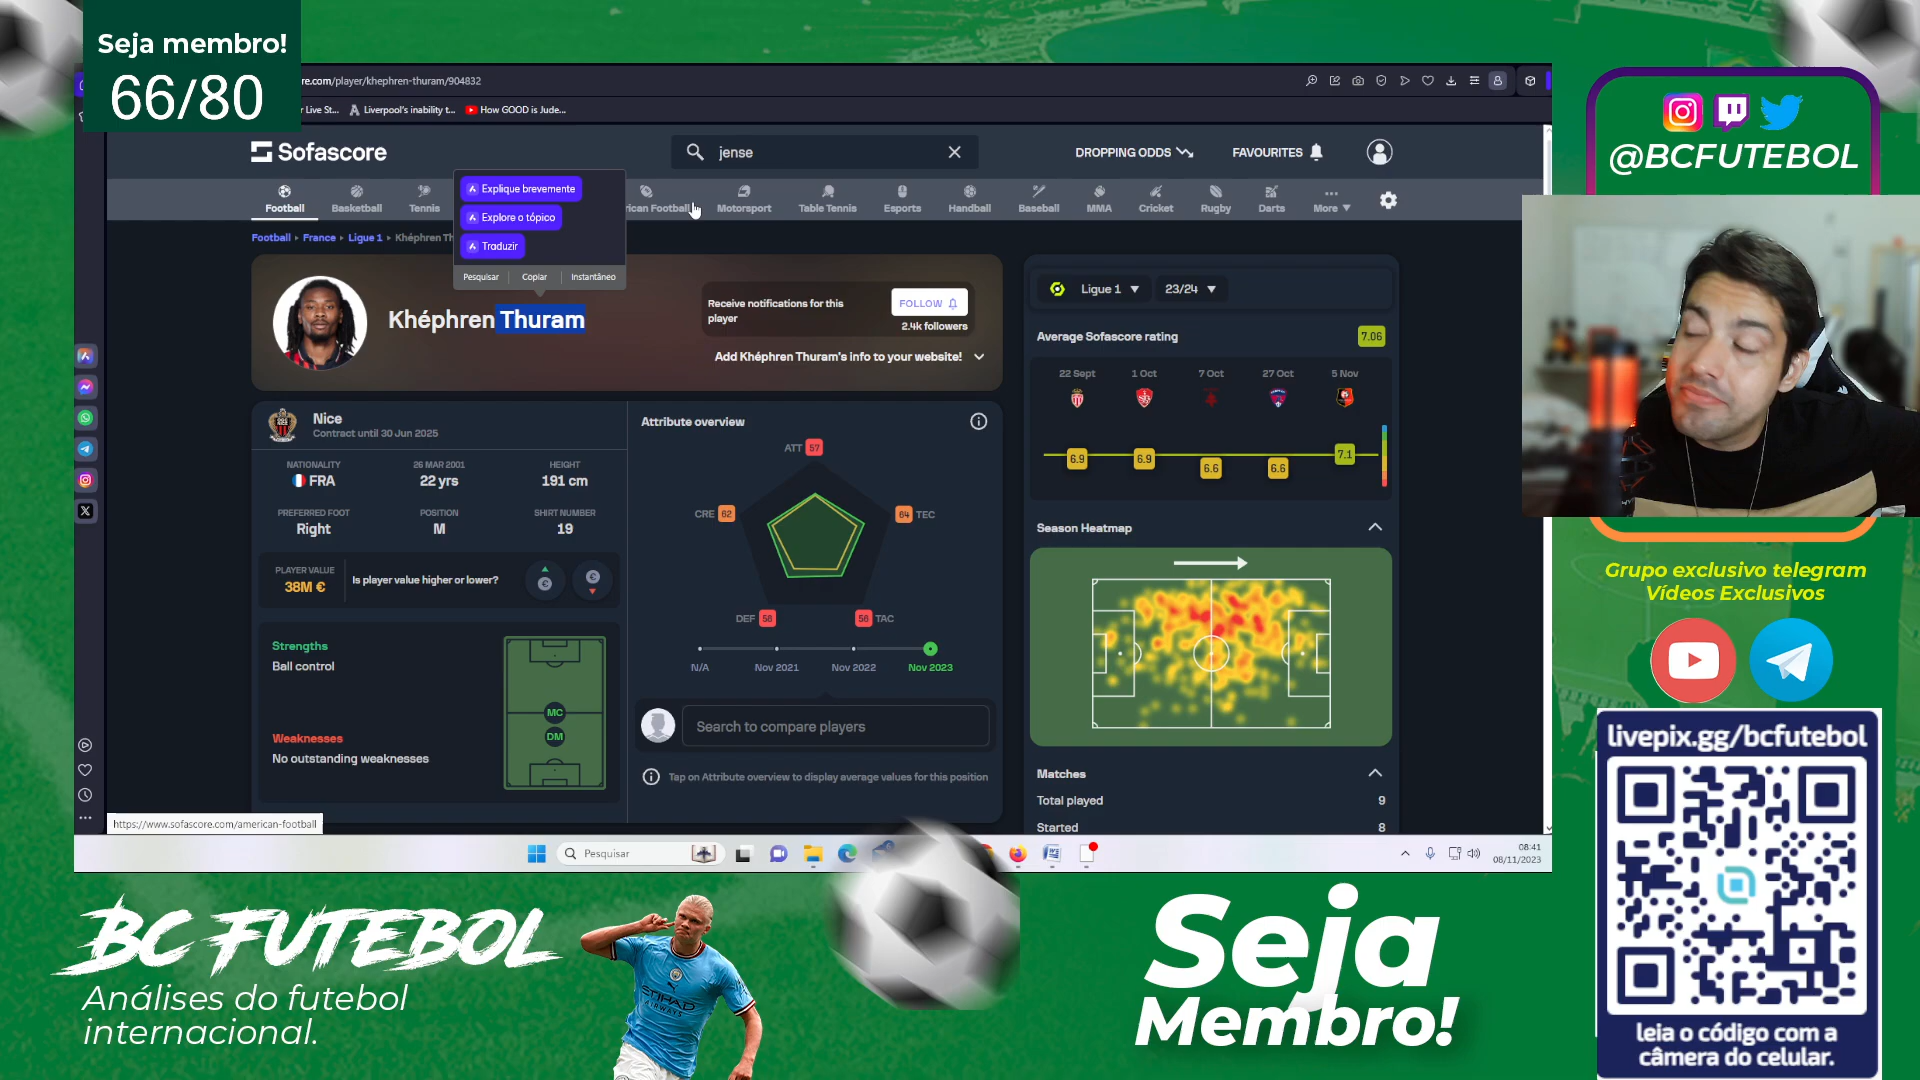 Seja membro!
66/80
re.com/player/khephren-thuram/904832
r Live St...
Liverpool's inability t...
How GOOD is Jude...
Sofascore
jense
DROPPING ODDS
FAVOURITES
Explique brevemente
Explore o tópico
Traduzir
Pesquisar
Copiar
Instantâneo
Football
Basketball
Tennis
rican Football
Motorsport
Table Tennis
Esports
Handball
Baseball
MMA
Cricket
Rugby
Darts
More
Football
France
Ligue 1
Khéphren Th
Khéphren Thuram
Receive notifications for this
player
FOLLOW
2.4k followers
Add Khéphren Thuram's info to your website!
Nice
Contract until 30 Jun 2025
NATIONALITY
FRA
26 MAR 2001
22 yrs
HEIGHT
191 cm
PREFERRED FOOT
Right
POSITION
M
SHIRT NUMBER
19
PLAYER VALUE
38M €
Is player value higher or lower?
Strengths
Ball control
Weaknesses
No outstanding weaknesses
MC
DM
Attribute overview
ATT 57
CRE 62
64 TEC
DEF 58
58 TAC
N/A
Nov 2021
Nov 2022
Nov 2023
Search to compare players
Tap on Attribute overview to display average values for this position
Ligue 1
23/24
Average Sofascore rating
7.06
22 Sept
1 Oct
7 Oct
27 Oct
5 Nov
6.9
6.9
6.6
6.6
7.1
Season Heatmap
Matches
Total played
9
Started
8
https://www.sofascore.com/american-football
Pesquisar
08:41
08/11/2023
@BCFUTEBOL
Grupo exclusivo telegram
Vídeos Exclusivos
livepix.gg/bcfutebol
leia o código com a
câmera do celular.
BC FUTEBOL
Análises do futebol
internacional.
ETIHAD
AIRWAYS
Seja
Membro!